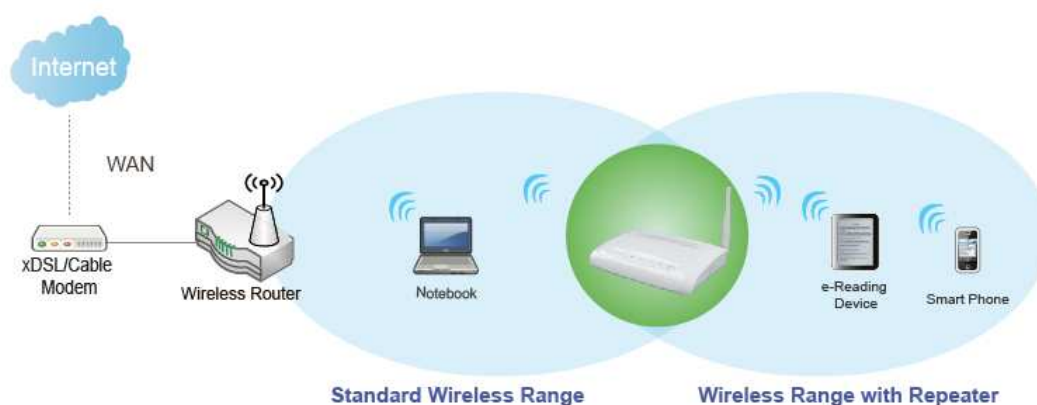 Internet
WAN
xDSL/Cable
Modem
Wireless Router
Notebook
e-Reading
Device
Smart Phone
Standard Wireless Range
Wireless Range with Repeater